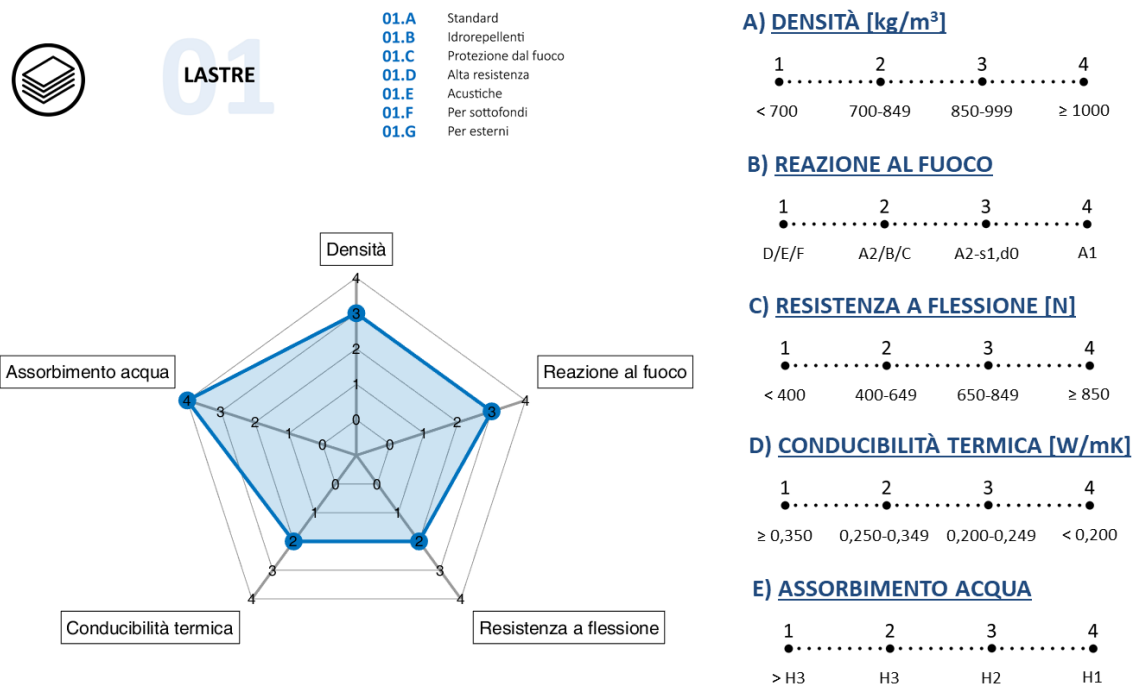 01
LASTRE
01.A Standard
01.B Idrorepellenti
01.C Protezione dal fuoco
01.D Alta resistenza
01.E Acustiche
01.F Per sottofondi
01.G Per esterni
Densità
4
3
2
1
0
Reazione al fuoco
4
3
2
1
0
Resistenza a flessione
4
3
2
1
0
Conducibilità termica
4
3
2
1
0
Assorbimento acqua
4
3
2
1
0
A) DENSITÀ [kg/m³]
1 2 3 4
< 700 700-849 850-999 ≥ 1000
B) REAZIONE AL FUOCO
1 2 3 4
D/E/F A2/B/C A2-s1,d0 A1
C) RESISTENZA A FLESSIONE [N]
1 2 3 4
< 400 400-649 650-849 ≥ 850
D) CONDUCIBILITÀ TERMICA [W/mK]
1 2 3 4
≥ 0,350 0,250-0,349 0,200-0,249 < 0,200
E) ASSORBIMENTO ACQUA
1 2 3 4
> H3 H3 H2 H1